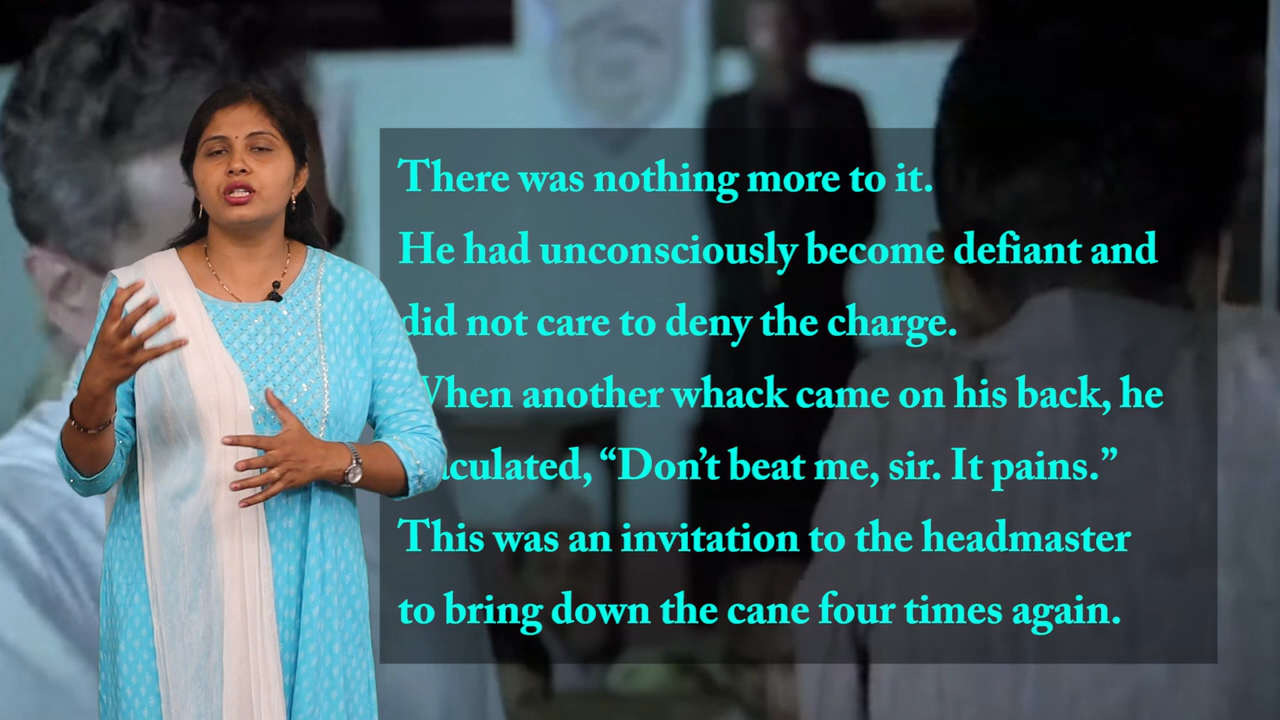 There was nothing more to it.
He had unconsciously become defiant and
did not care to deny the charge.
When another whack came on his back, he
aculated, “Don’t beat me, sir. It pains.”
This was an invitation to the headmaster
to bring down the cane four times again.